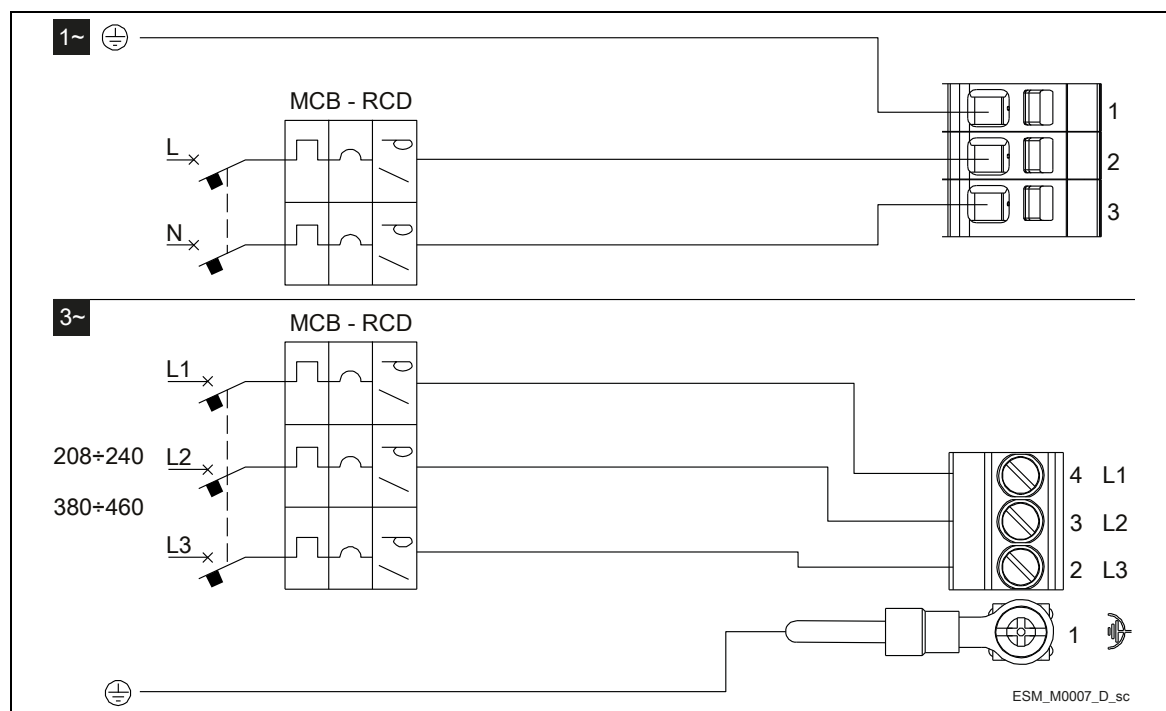 1~
MCB - RCD
L
N
1
2
3
3~
MCB - RCD
L1
208÷240 L2
380÷460
L3
4 L1
3 L2
2 L3
1
ESM_M0007_D_sc